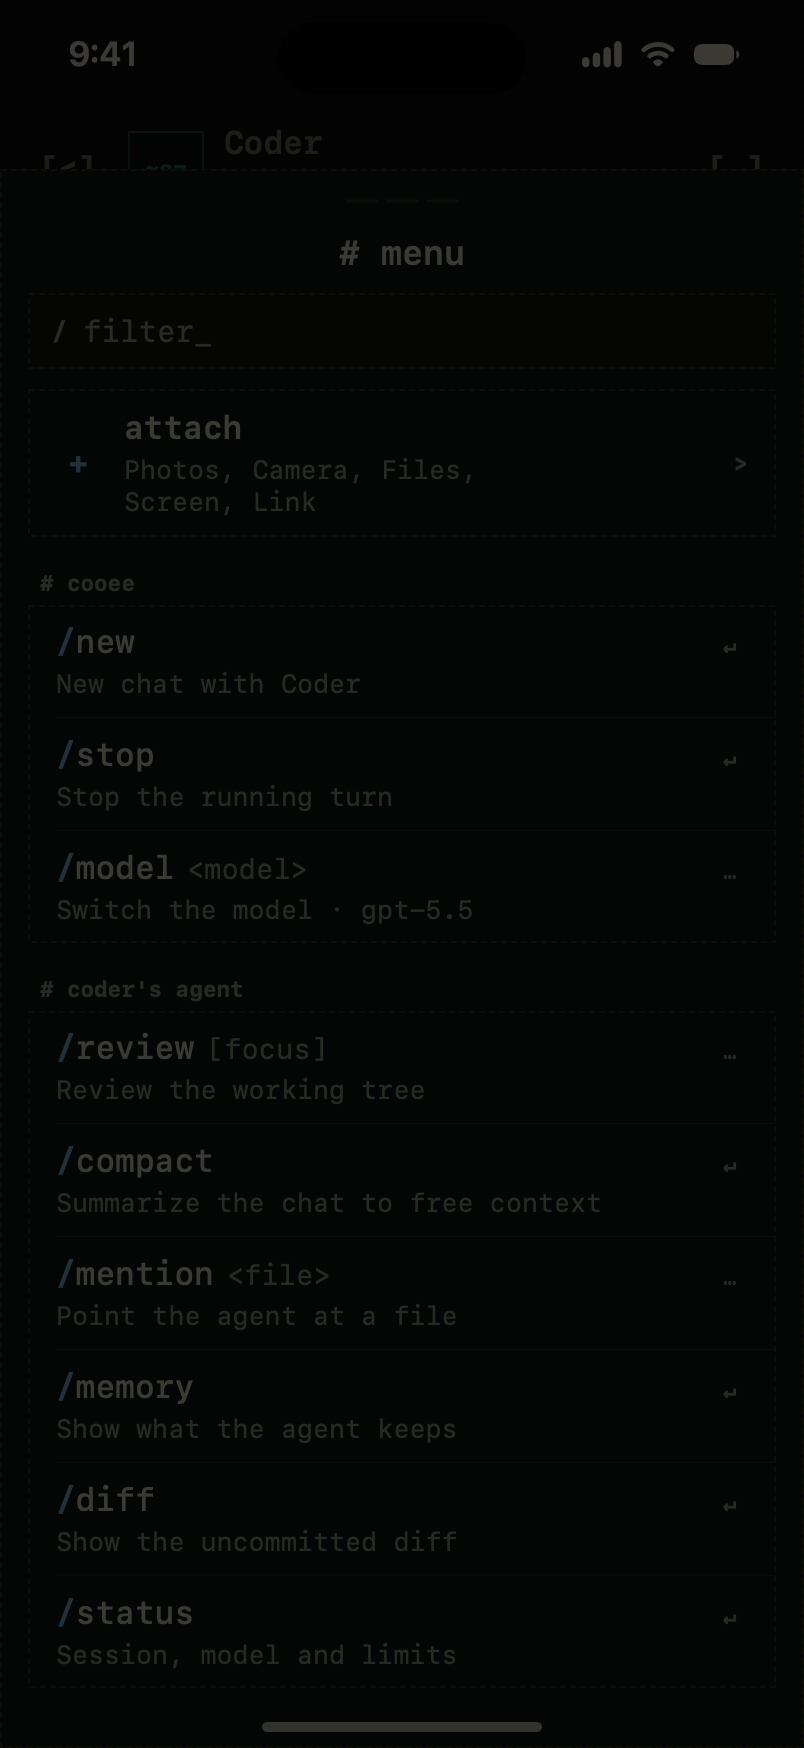 9:41
Coder
# menu
/ filter_
attach
+
Photos, Camera, Files,
Screen, Link
>
# cooee
/new ↵
New chat with Coder
/stop ↵
Stop the running turn
/model <model> …
Switch the model · gpt-5.5
# coder's agent
/review [focus] …
Review the working tree
/compact ↵
Summarize the chat to free context
/mention <file> …
Point the agent at a file
/memory ↵
Show what the agent keeps
/diff ↵
Show the uncommitted diff
/status ↵
Session, model and limits